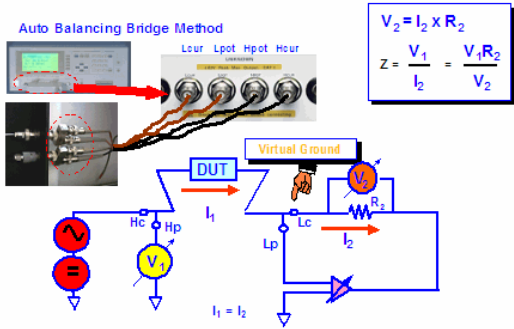 Auto Balancing Bridge Method
Lcur Lpot Hpot Hcur
UNKNOWN
V2 = I2 x R2
Z = V1 / I2 = V1R2 / V2
Virtual Ground
DUT
V2
I1
R2
Hc
Hp
Lc
Lp
I2
V1
I1 = I2